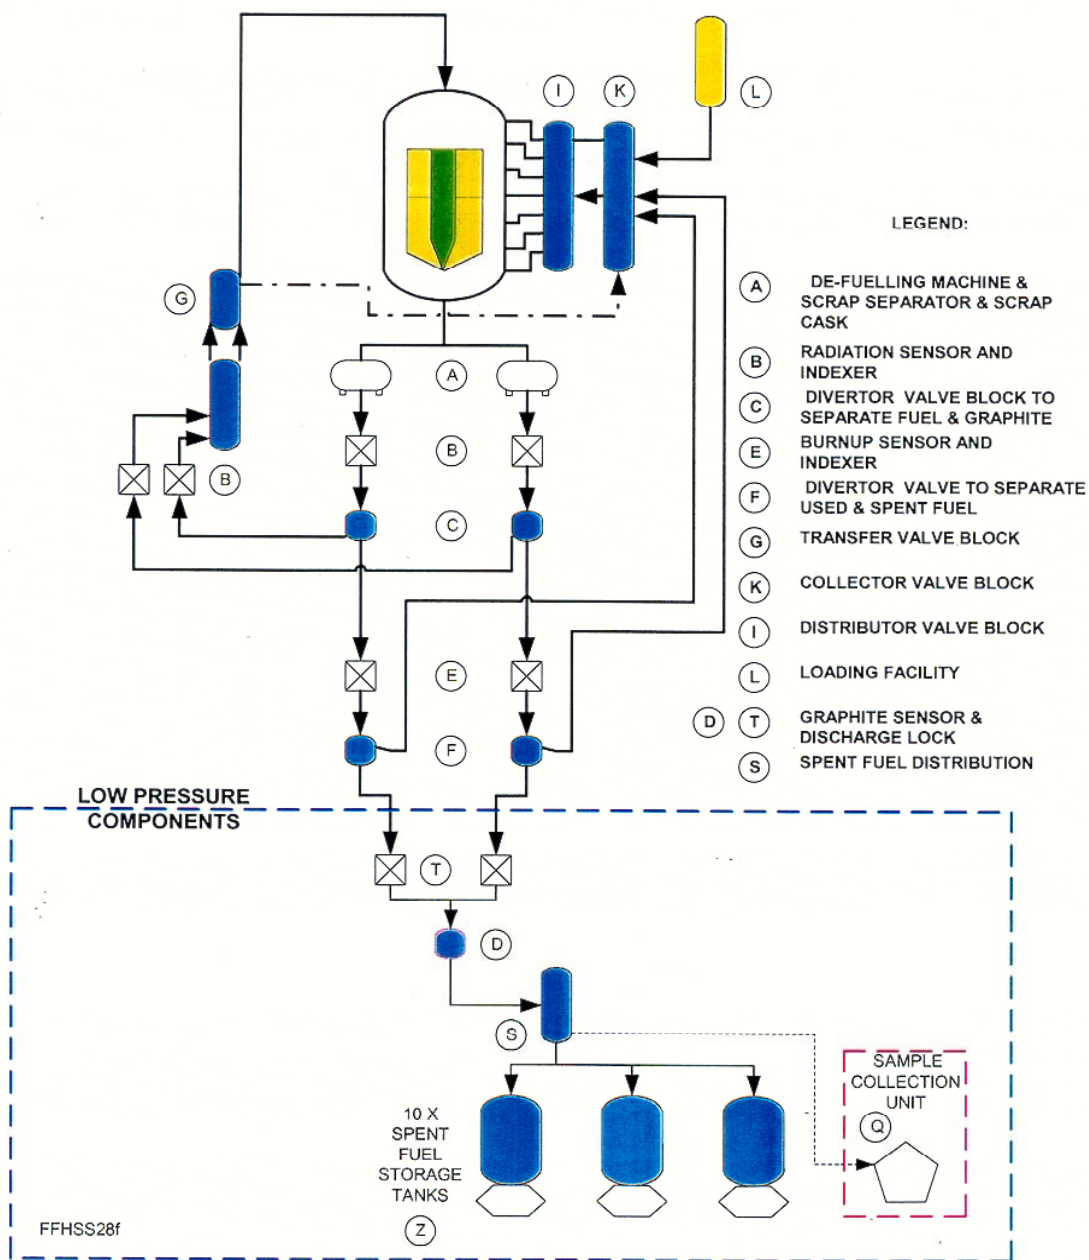 I
K
L
G
A
B
B
C
E
F
LEGEND:
A
DE-FUELLING MACHINE &
SCRAP SEPARATOR & SCRAP
CASK
B
RADIATION SENSOR AND
INDEXER
C
DIVERTOR VALVE BLOCK TO
SEPARATE FUEL & GRAPHITE
E
BURNUP SENSOR AND
INDEXER
F
DIVERTOR VALVE TO SEPARATE
USED & SPENT FUEL
G
TRANSFER VALVE BLOCK
K
COLLECTOR VALVE BLOCK
I
DISTRIBUTOR VALVE BLOCK
L
LOADING FACILITY
D T
GRAPHITE SENSOR &
DISCHARGE LOCK
S
SPENT FUEL DISTRIBUTION
LOW PRESSURE
COMPONENTS
T
D
S
SAMPLE
COLLECTION
UNIT
Q
10 X
SPENT
FUEL
STORAGE
TANKS
Z
FFHSS28f